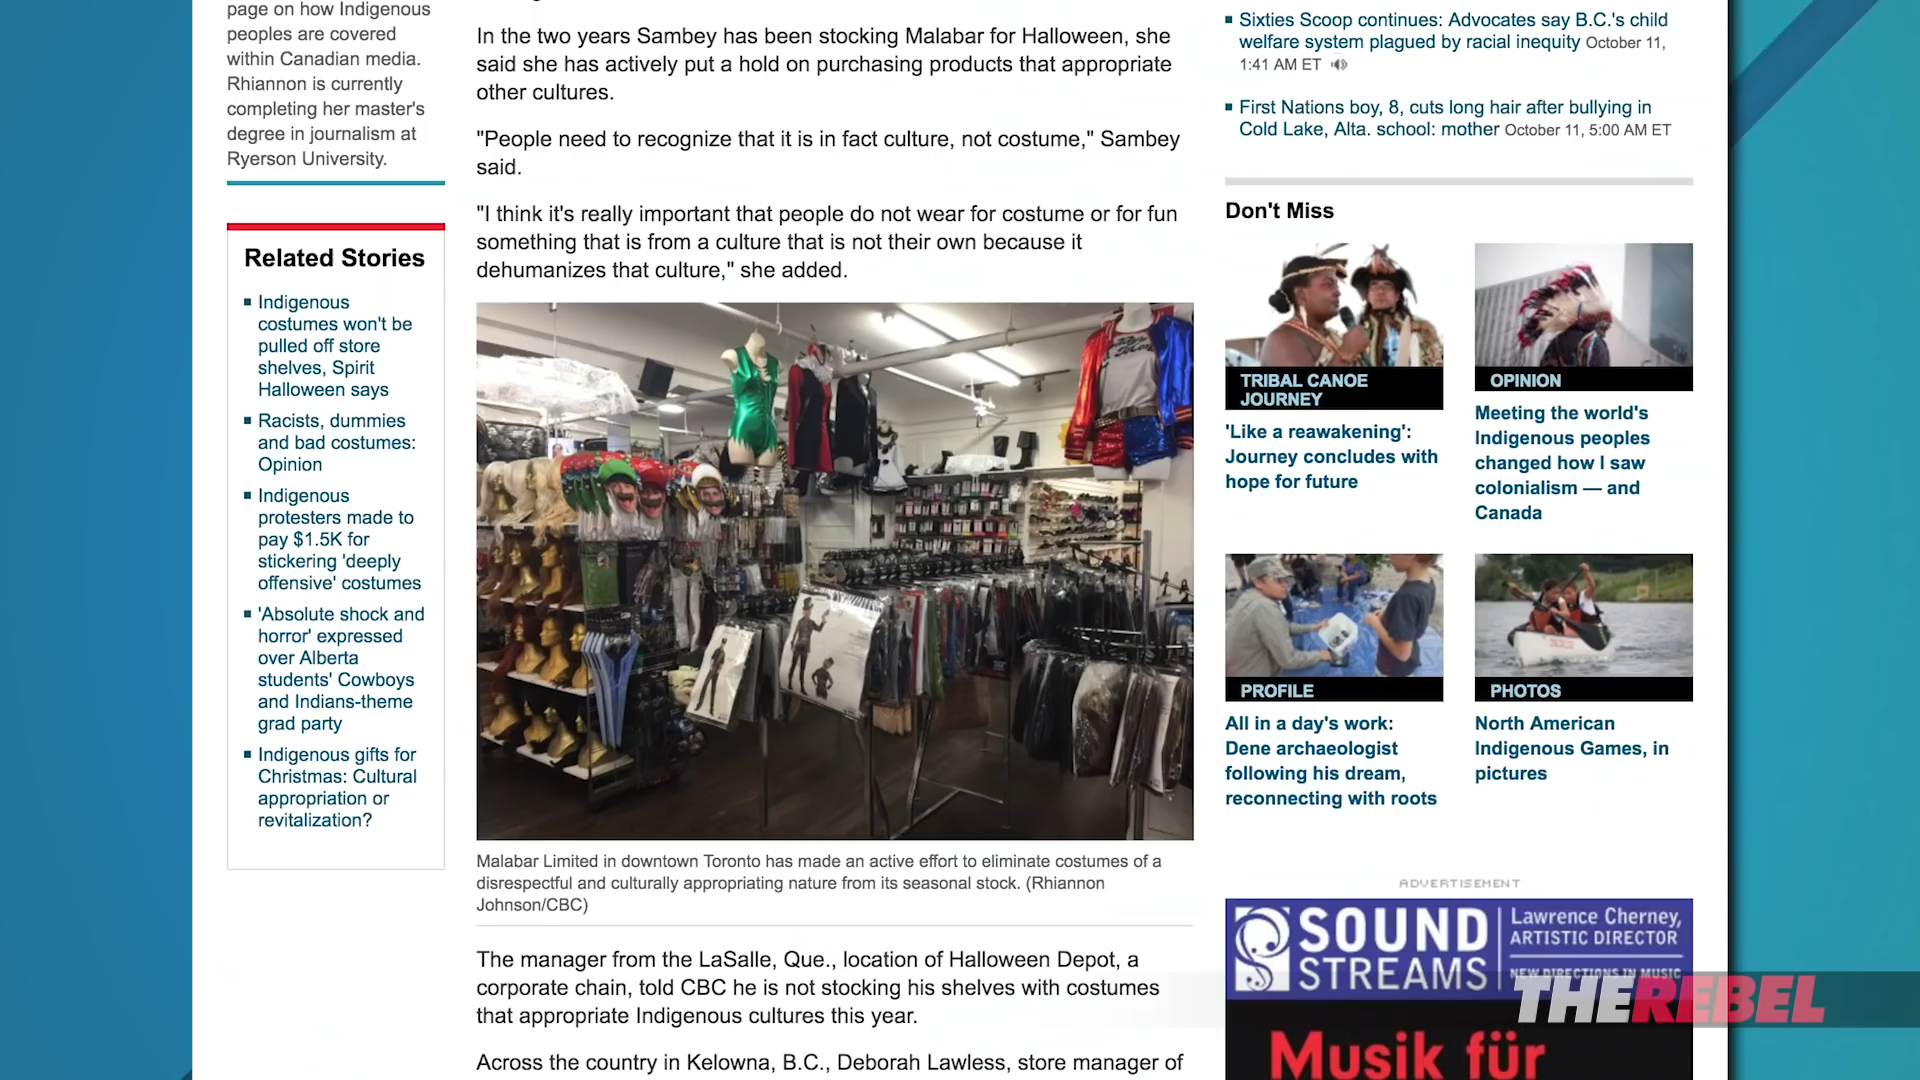 page on how Indigenous
peoples are covered
within Canadian media.
Rhiannon is currently
completing her master's
degree in journalism at
Ryerson University.
Related Stories
Indigenous
costumes won't be
pulled off store
shelves, Spirit
Halloween says
Racists, dummies
and bad costumes:
Opinion
Indigenous
protesters made to
pay $1.5K for
stickering 'deeply
offensive' costumes
'Absolute shock and
horror' expressed
over Alberta
students' Cowboys
and Indians-theme
grad party
Indigenous gifts for
Christmas: Cultural
appropriation or
revitalization?
In the two years Sambey has been stocking Malabar for Halloween, she
said she has actively put a hold on purchasing products that appropriate
other cultures.
"People need to recognize that it is in fact culture, not costume," Sambey
said.
"I think it's really important that people do not wear for costume or for fun
something that is from a culture that is not their own because it
dehumanizes that culture," she added.
Malabar Limited in downtown Toronto has made an active effort to eliminate costumes of a
disrespectful and culturally appropriating nature from its seasonal stock. (Rhiannon
Johnson/CBC)
The manager from the LaSalle, Que., location of Halloween Depot, a
corporate chain, told CBC he is not stocking his shelves with costumes
that appropriate Indigenous cultures this year.
Across the country in Kelowna, B.C., Deborah Lawless, store manager of
Sixties Scoop continues: Advocates say B.C.'s child
welfare system plagued by racial inequity October 11,
1:41 AM ET
First Nations boy, 8, cuts long hair after bullying in
Cold Lake, Alta. school: mother October 11, 5:00 AM ET
Don't Miss
TRIBAL CANOE
JOURNEY
'Like a reawakening':
Journey concludes with
hope for future
OPINION
Meeting the world's
Indigenous peoples
changed how I saw
colonialism — and
Canada
PROFILE
All in a day's work:
Dene archaeologist
following his dream,
reconnecting with roots
PHOTOS
North American
Indigenous Games, in
pictures
ADVERTISEMENT
SOUND
STREAMS
Lawrence Cherney,
ARTISTIC DIRECTOR
NEW DIRECTIONS IN MUSIC
THEREBEL
Musik für